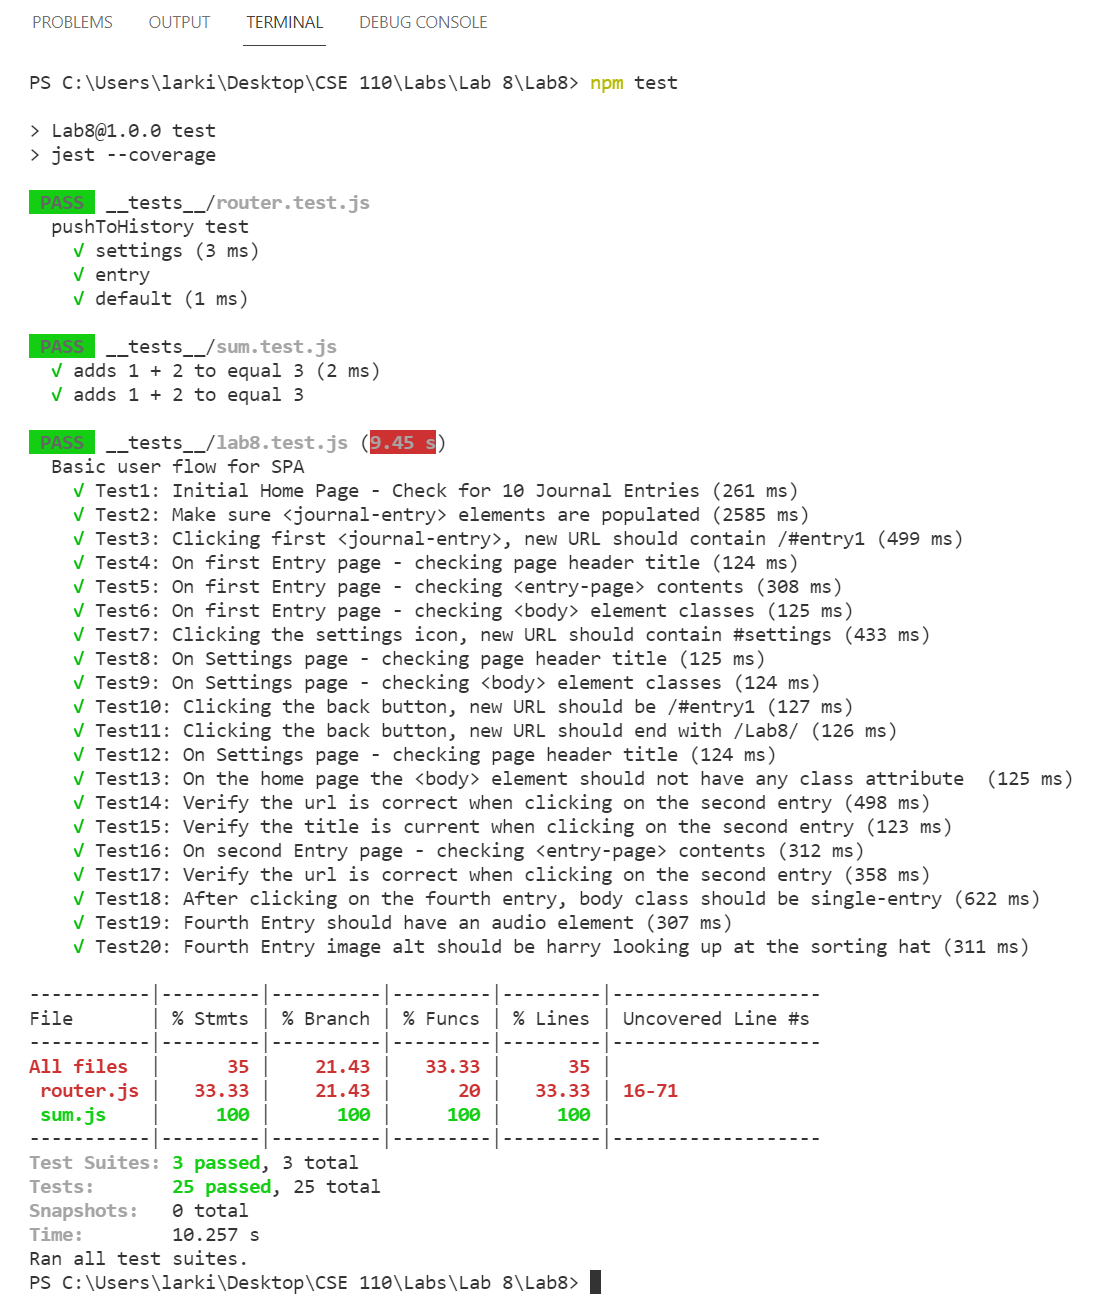 PROBLEMS OUTPUT TERMINAL DEBUG CONSOLE
PS C:\Users\larki\Desktop\CSE 110\Labs\Lab 8\Lab8> npm test
> Lab8@1.0.0 test
> jest --coverage
PASS __tests__/router.test.js
pushToHistory test
√ settings (3 ms)
√ entry
√ default (1 ms)
PASS __tests__/sum.test.js
√ adds 1 + 2 to equal 3 (2 ms)
√ adds 1 + 2 to equal 3
PASS __tests__/lab8.test.js (9.45 s)
Basic user flow for SPA
√ Test1: Initial Home Page - Check for 10 Journal Entries (261 ms)
√ Test2: Make sure <journal-entry> elements are populated (2585 ms)
√ Test3: Clicking first <journal-entry>, new URL should contain /#entry1 (499 ms)
√ Test4: On first Entry page - checking page header title (124 ms)
√ Test5: On first Entry page - checking <entry-page> contents (308 ms)
√ Test6: On first Entry page - checking <body> element classes (125 ms)
√ Test7: Clicking the settings icon, new URL should contain #settings (433 ms)
√ Test8: On Settings page - checking page header title (125 ms)
√ Test9: On Settings page - checking <body> element classes (124 ms)
√ Test10: Clicking the back button, new URL should be /#entry1 (127 ms)
√ Test11: Clicking the back button, new URL should end with /Lab8/ (126 ms)
√ Test12: On Settings page - checking page header title (124 ms)
√ Test13: On the home page the <body> element should not have any class attribute  (125 ms)
√ Test14: Verify the url is correct when clicking on the second entry (498 ms)
√ Test15: Verify the title is current when clicking on the second entry (123 ms)
√ Test16: On second Entry page - checking <entry-page> contents (312 ms)
√ Test17: Verify the url is correct when clicking on the second entry (358 ms)
√ Test18: After clicking on the fourth entry, body class should be single-entry (622 ms)
√ Test19: Fourth Entry should have an audio element (307 ms)
√ Test20: Fourth Entry image alt should be harry looking up at the sorting hat (311 ms)
-----------|---------|----------|---------|---------|-------------------
File       | % Stmts | % Branch | % Funcs | % Lines | Uncovered Line #s
-----------|---------|----------|---------|---------|-------------------
All files  |      35 |    21.43 |   33.33 |      35 |
 router.js |   33.33 |    21.43 |      20 |   33.33 | 16-71
 sum.js    |     100 |      100 |     100 |     100 |
-----------|---------|----------|---------|---------|-------------------
Test Suites: 3 passed, 3 total
Tests:       25 passed, 25 total
Snapshots:   0 total
Time:        10.257 s
Ran all test suites.
PS C:\Users\larki\Desktop\CSE 110\Labs\Lab 8\Lab8>